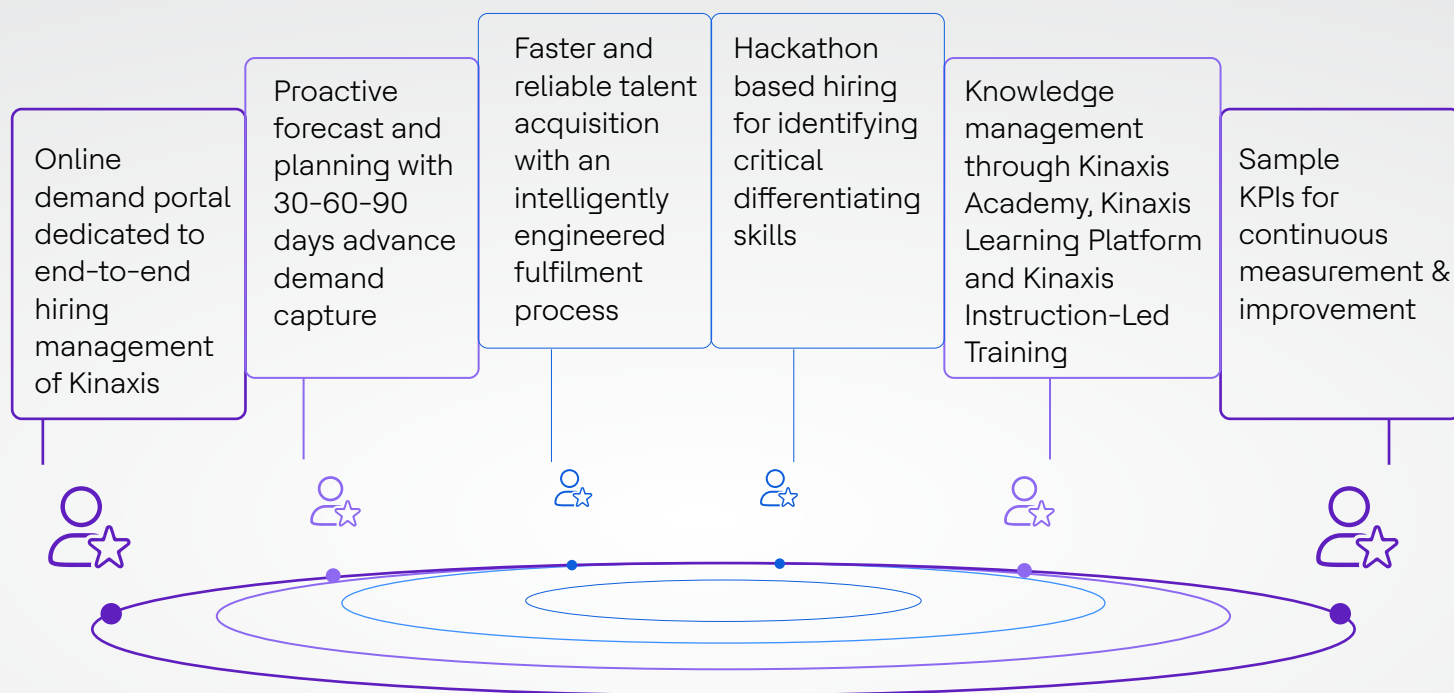 Online
demand portal
dedicated to
end-to-end
hiring
management
of Kinaxis
Proactive
forecast and
planning with
30-60-90
days advance
demand
capture
Faster and
reliable talent
acquisition
with an
intelligently
engineered
fulfilment
process
Hackathon
based hiring
for identifying
critical
differentiating
skills
Knowledge
management
through Kinaxis
Academy, Kinaxis
Learning Platform
and Kinaxis
Instruction-Led
Training
Sample
KPIs for
continuous
measurement &
improvement